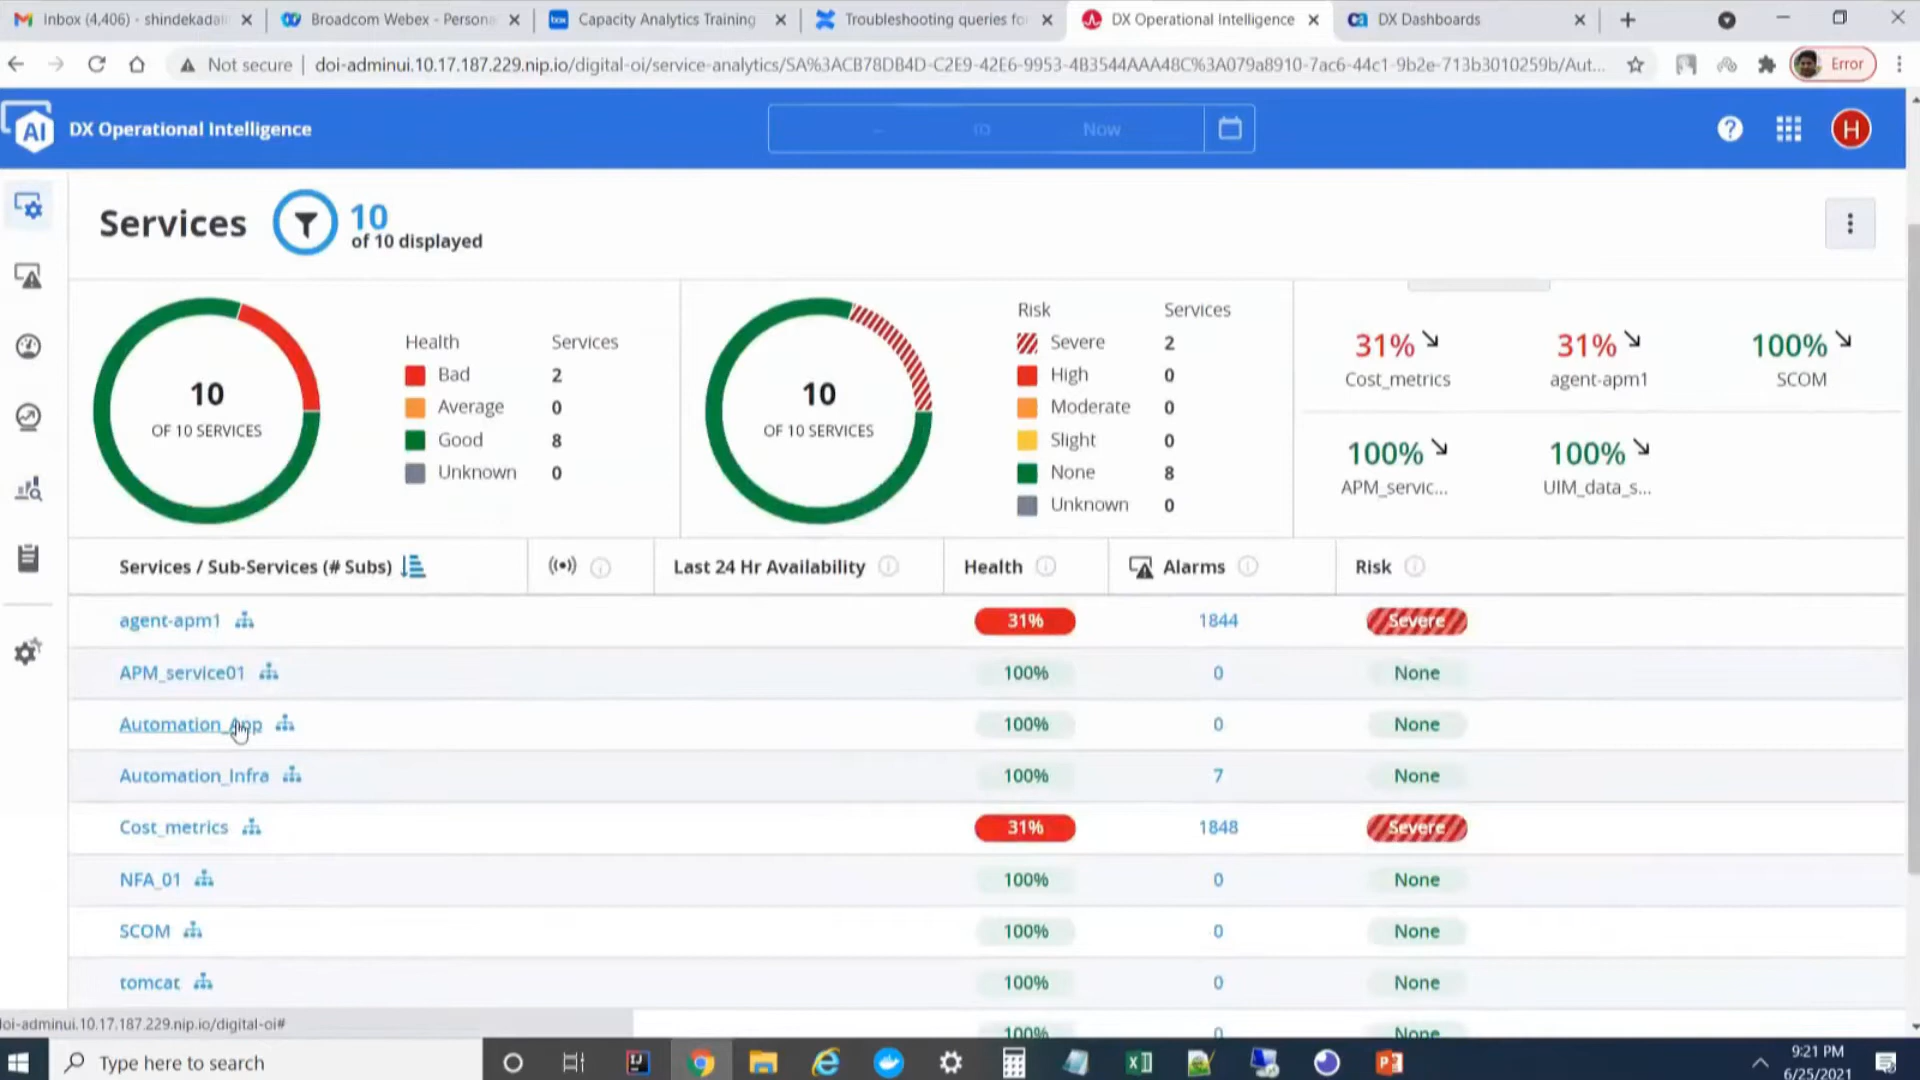 Inbox (4,406) - shindekadai
Broadcom Webex - Persona
Capacity Analytics Training
Troubleshooting queries fo
DX Operational Intelligence
DX Dashboards
Not secure
doi-adminui.10.17.187.229.nip.io/digital-oi/service-analytics/SA%3ACB78DB4D-C2E9-42E6-9953-4B3544AAA48C%3A079a8910-7ac6-44c1-9b2e-713b3010259b/Aut...
Error
AI DX Operational Intelligence
– to Now
? H
Services 10
of 10 displayed
10
OF 10 SERVICES
Health Services
Bad 2
Average 0
Good 8
Unknown 0
10
OF 10 SERVICES
Risk Services
Severe 2
High 0
Moderate 0
Slight 0
None 8
Unknown 0
31% 31% 100%
Cost_metrics agent-apm1 SCOM
100% 100%
APM_servic... UIM_data_s...
Services / Sub-Services (# Subs) Last 24 Hr Availability Health Alarms Risk
agent-apm1 31% 1844 Severe
APM_service01 100% 0 None
Automation_App 100% 0 None
Automation_Infra 100% 7 None
Cost_metrics 31% 1848 Severe
NFA_01 100% 0 None
SCOM 100% 0 None
tomcat 100% 0 None
100% 0 None
doi-adminui.10.17.187.229.nip.io/digital-oi#
Type here to search
9:21 PM
6/25/2021